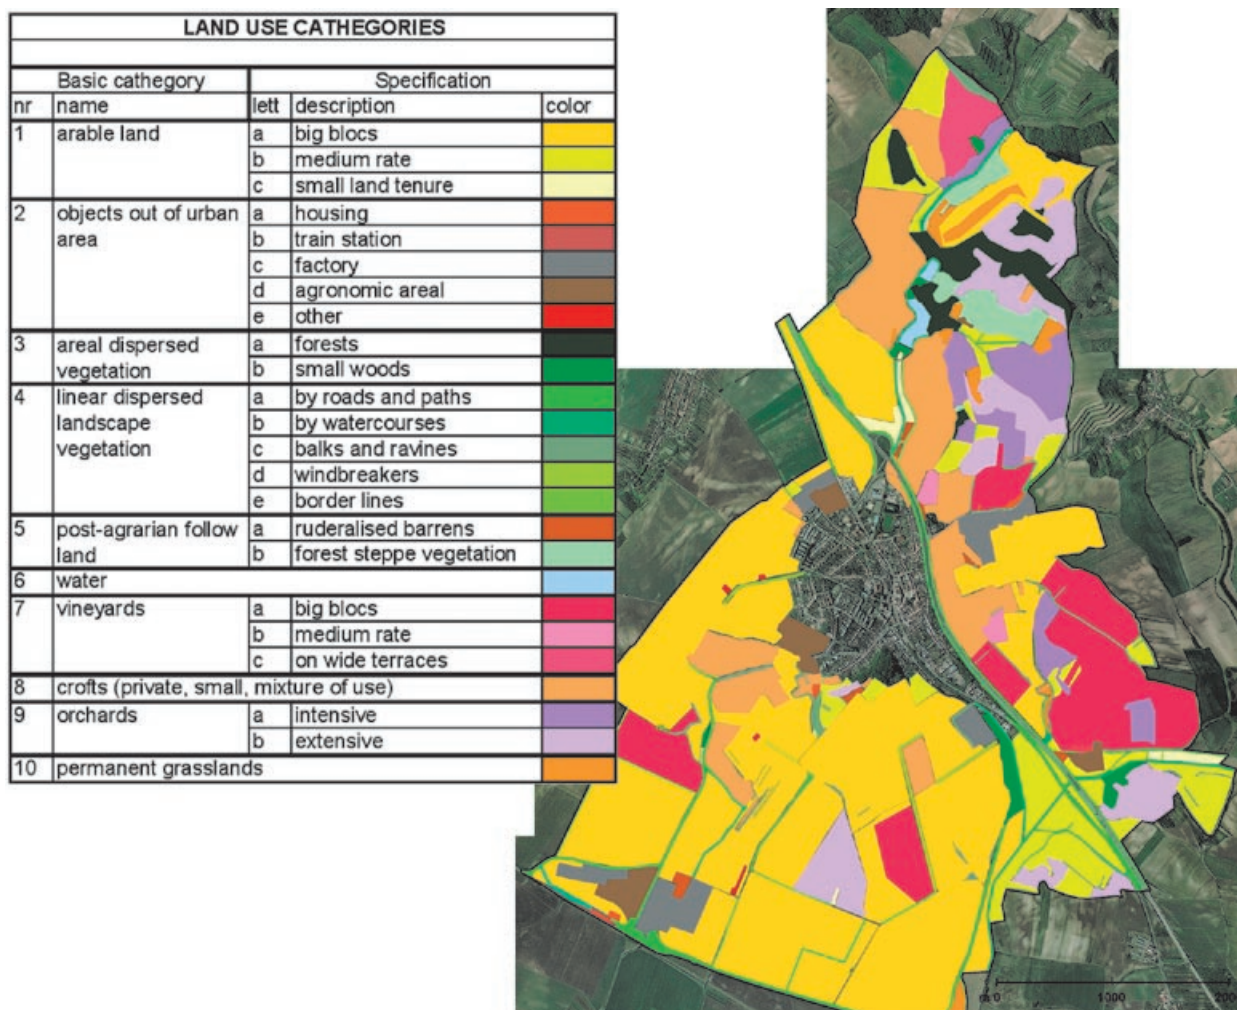 LAND USE CATHEGORIES
Basic cathegory Specification
nr name lett description color
1 arable land a big blocs
b medium rate
c small land tenure
2 objects out of urban a housing
area b train station
c factory
d agronomic areal
e other
3 areal dispersed a forests
vegetation b small woods
4 linear dispersed a by roads and paths
landscape b by watercourses
vegetation c balks and ravines
d windbreakers
e border lines
5 post-agrarian follow a ruderalised barrens
land b forest steppe vegetation
6 water
7 vineyards a big blocs
b medium rate
c on wide terraces
8 crofts (private, small, mixture of use)
9 orchards a intensive
b extensive
10 permanent grasslands
m 0 1000 2000